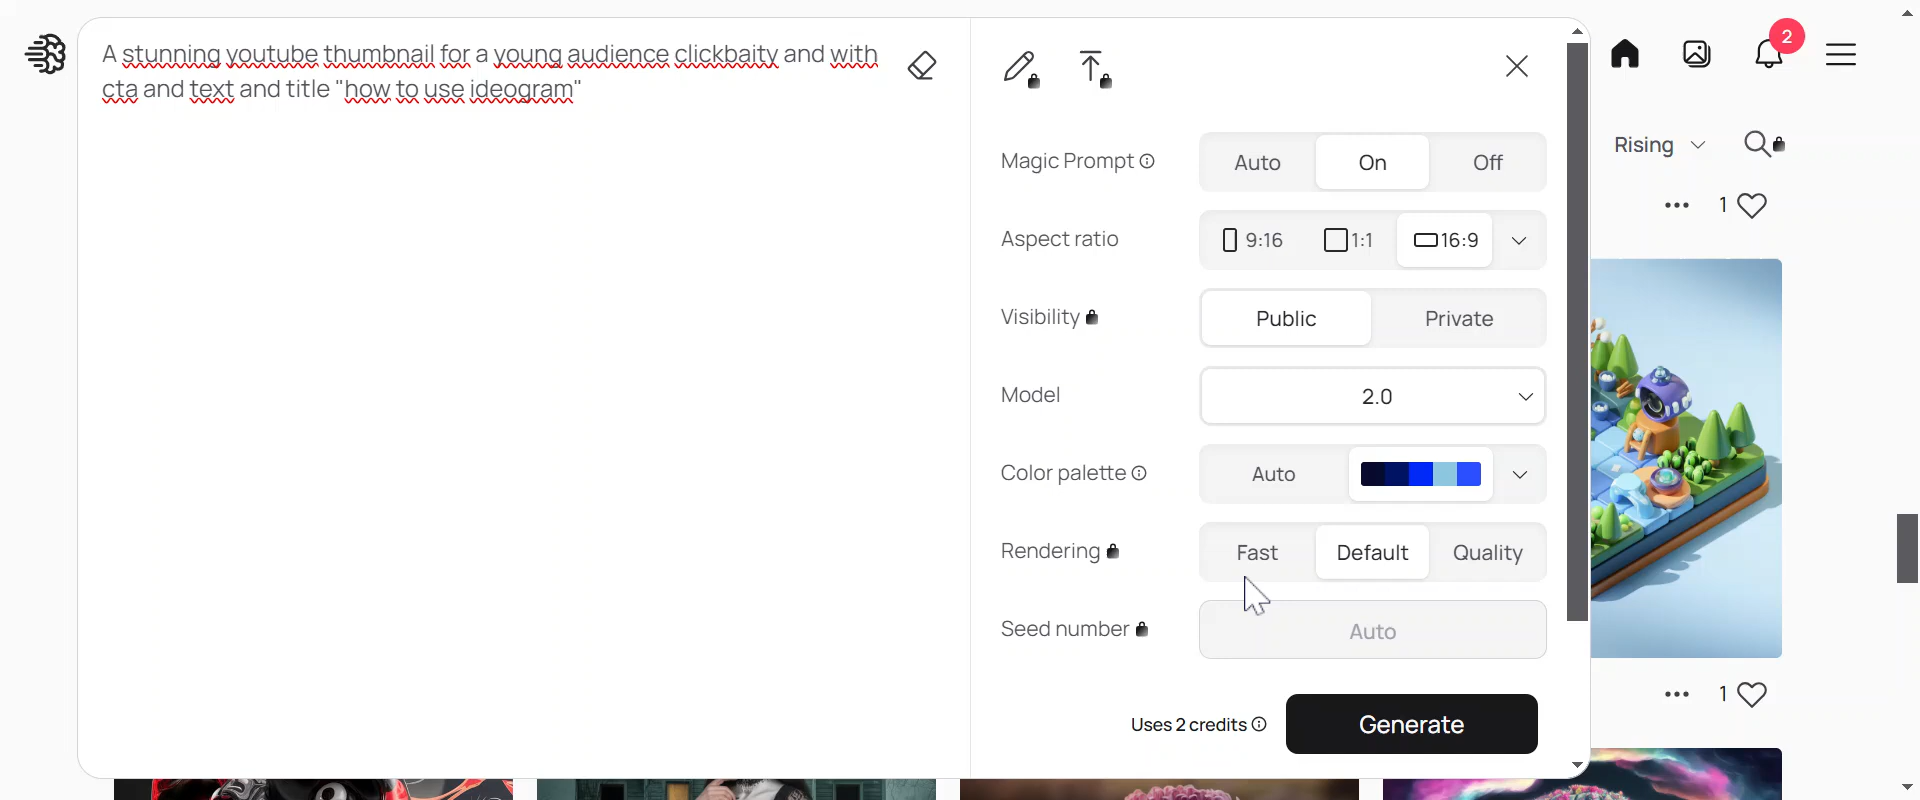 A stunning youtube thumbnail for a young audience clickbaity and with
cta and text and title "how to use ideogram"
2
Rising
Magic Prompt
Auto
On
Off
1
Aspect ratio
9:16
1:1
16:9
Visibility
Public
Private
Model
2.0
Color palette
Auto
Rendering
Fast
Default
Quality
Seed number
Auto
1
Uses 2 credits
Generate